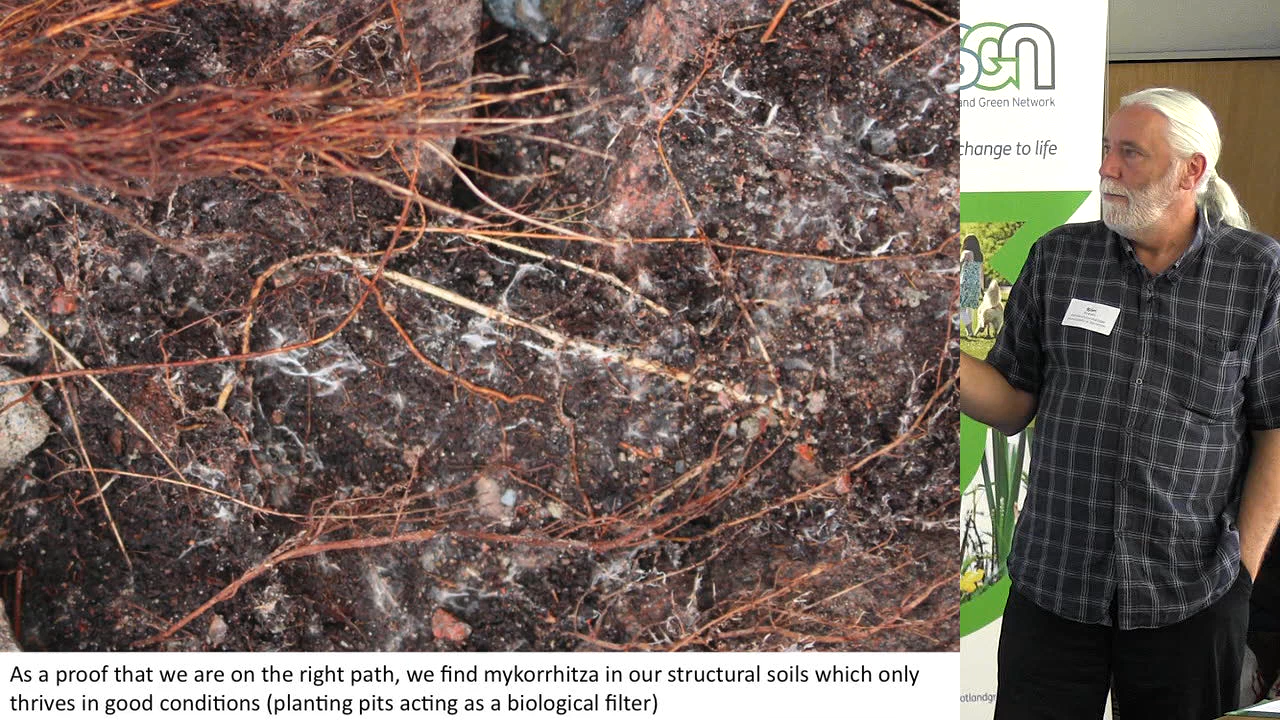 As a proof that we are on the right path, we find mykorrhitza in our structural soils which only
thrives in good conditions (planting pits acting as a biological filter)
sGn
and Green Network
change to life